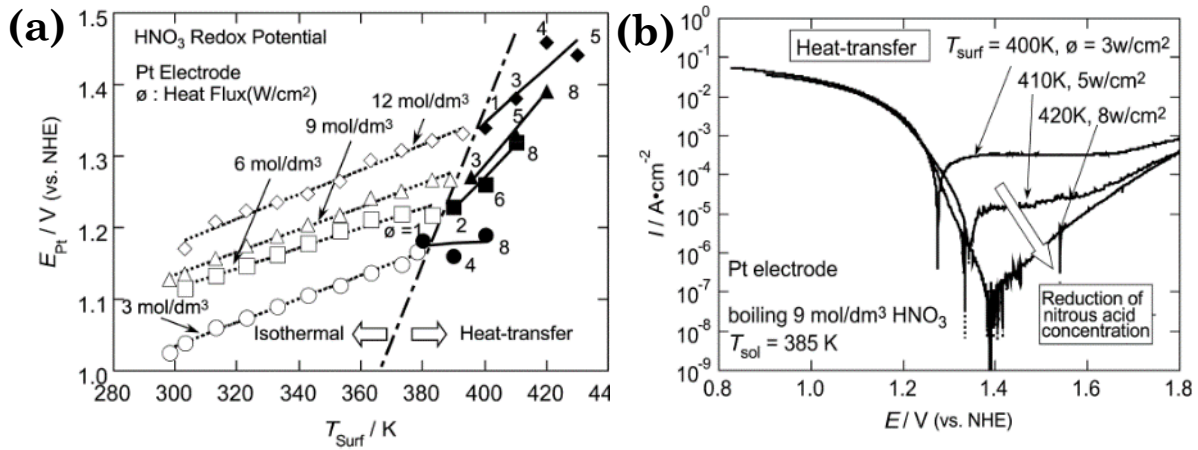 (a)
HNO3 Redox Potential
Pt Electrode
ø : Heat Flux(W/cm²)
12 mol/dm³
9 mol/dm³
6 mol/dm³
3 mol/dm³
ø =1
4
5
1
3
8
5
3
8
2
6
8
4
Isothermal
Heat-transfer
1.5
1.4
1.3
1.2
1.1
1.0
EPt / V (vs. NHE)
280 300 320 340 360 380 400 420 44
TSurf / K
(b)
Heat-transfer
Tsurf = 400K, ø = 3w/cm²
410K, 5w/cm²
420K, 8w/cm²
Pt electrode
boiling 9 mol/dm³ HNO3
Tsol = 385 K
Reduction of
nitrous acid
concentration
10⁰
10⁻¹
10⁻²
10⁻³
10⁻⁴
10⁻⁵
10⁻⁶
10⁻⁷
10⁻⁸
10⁻⁹
I / A•cm⁻²
0.8 1.0 1.2 1.4 1.6 1.8
E / V (vs. NHE)